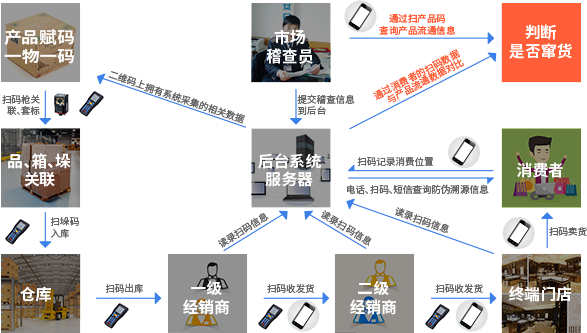 产品赋码
一物一码
市场
稽查员
通过扫产品码
查询产品流通信息
判断
是否窜货
扫码枪关
联、套标
二维码上拥有系统采集的相关数据
提交稽查信息
到后台
通过消费者的扫码数据
与产品流通数据对比
品、箱、垛
关联
后台系统
服务器
扫码记录消费位置
电话、扫码、短信查询防伪溯源信息
消费者
扫垛码
入库
读录扫码信息
读录扫码信息
读录扫码信息
扫码卖货
仓库
扫码出库
一级
经销商
扫码收发货
二级
经销商
扫码收发货
终端门店